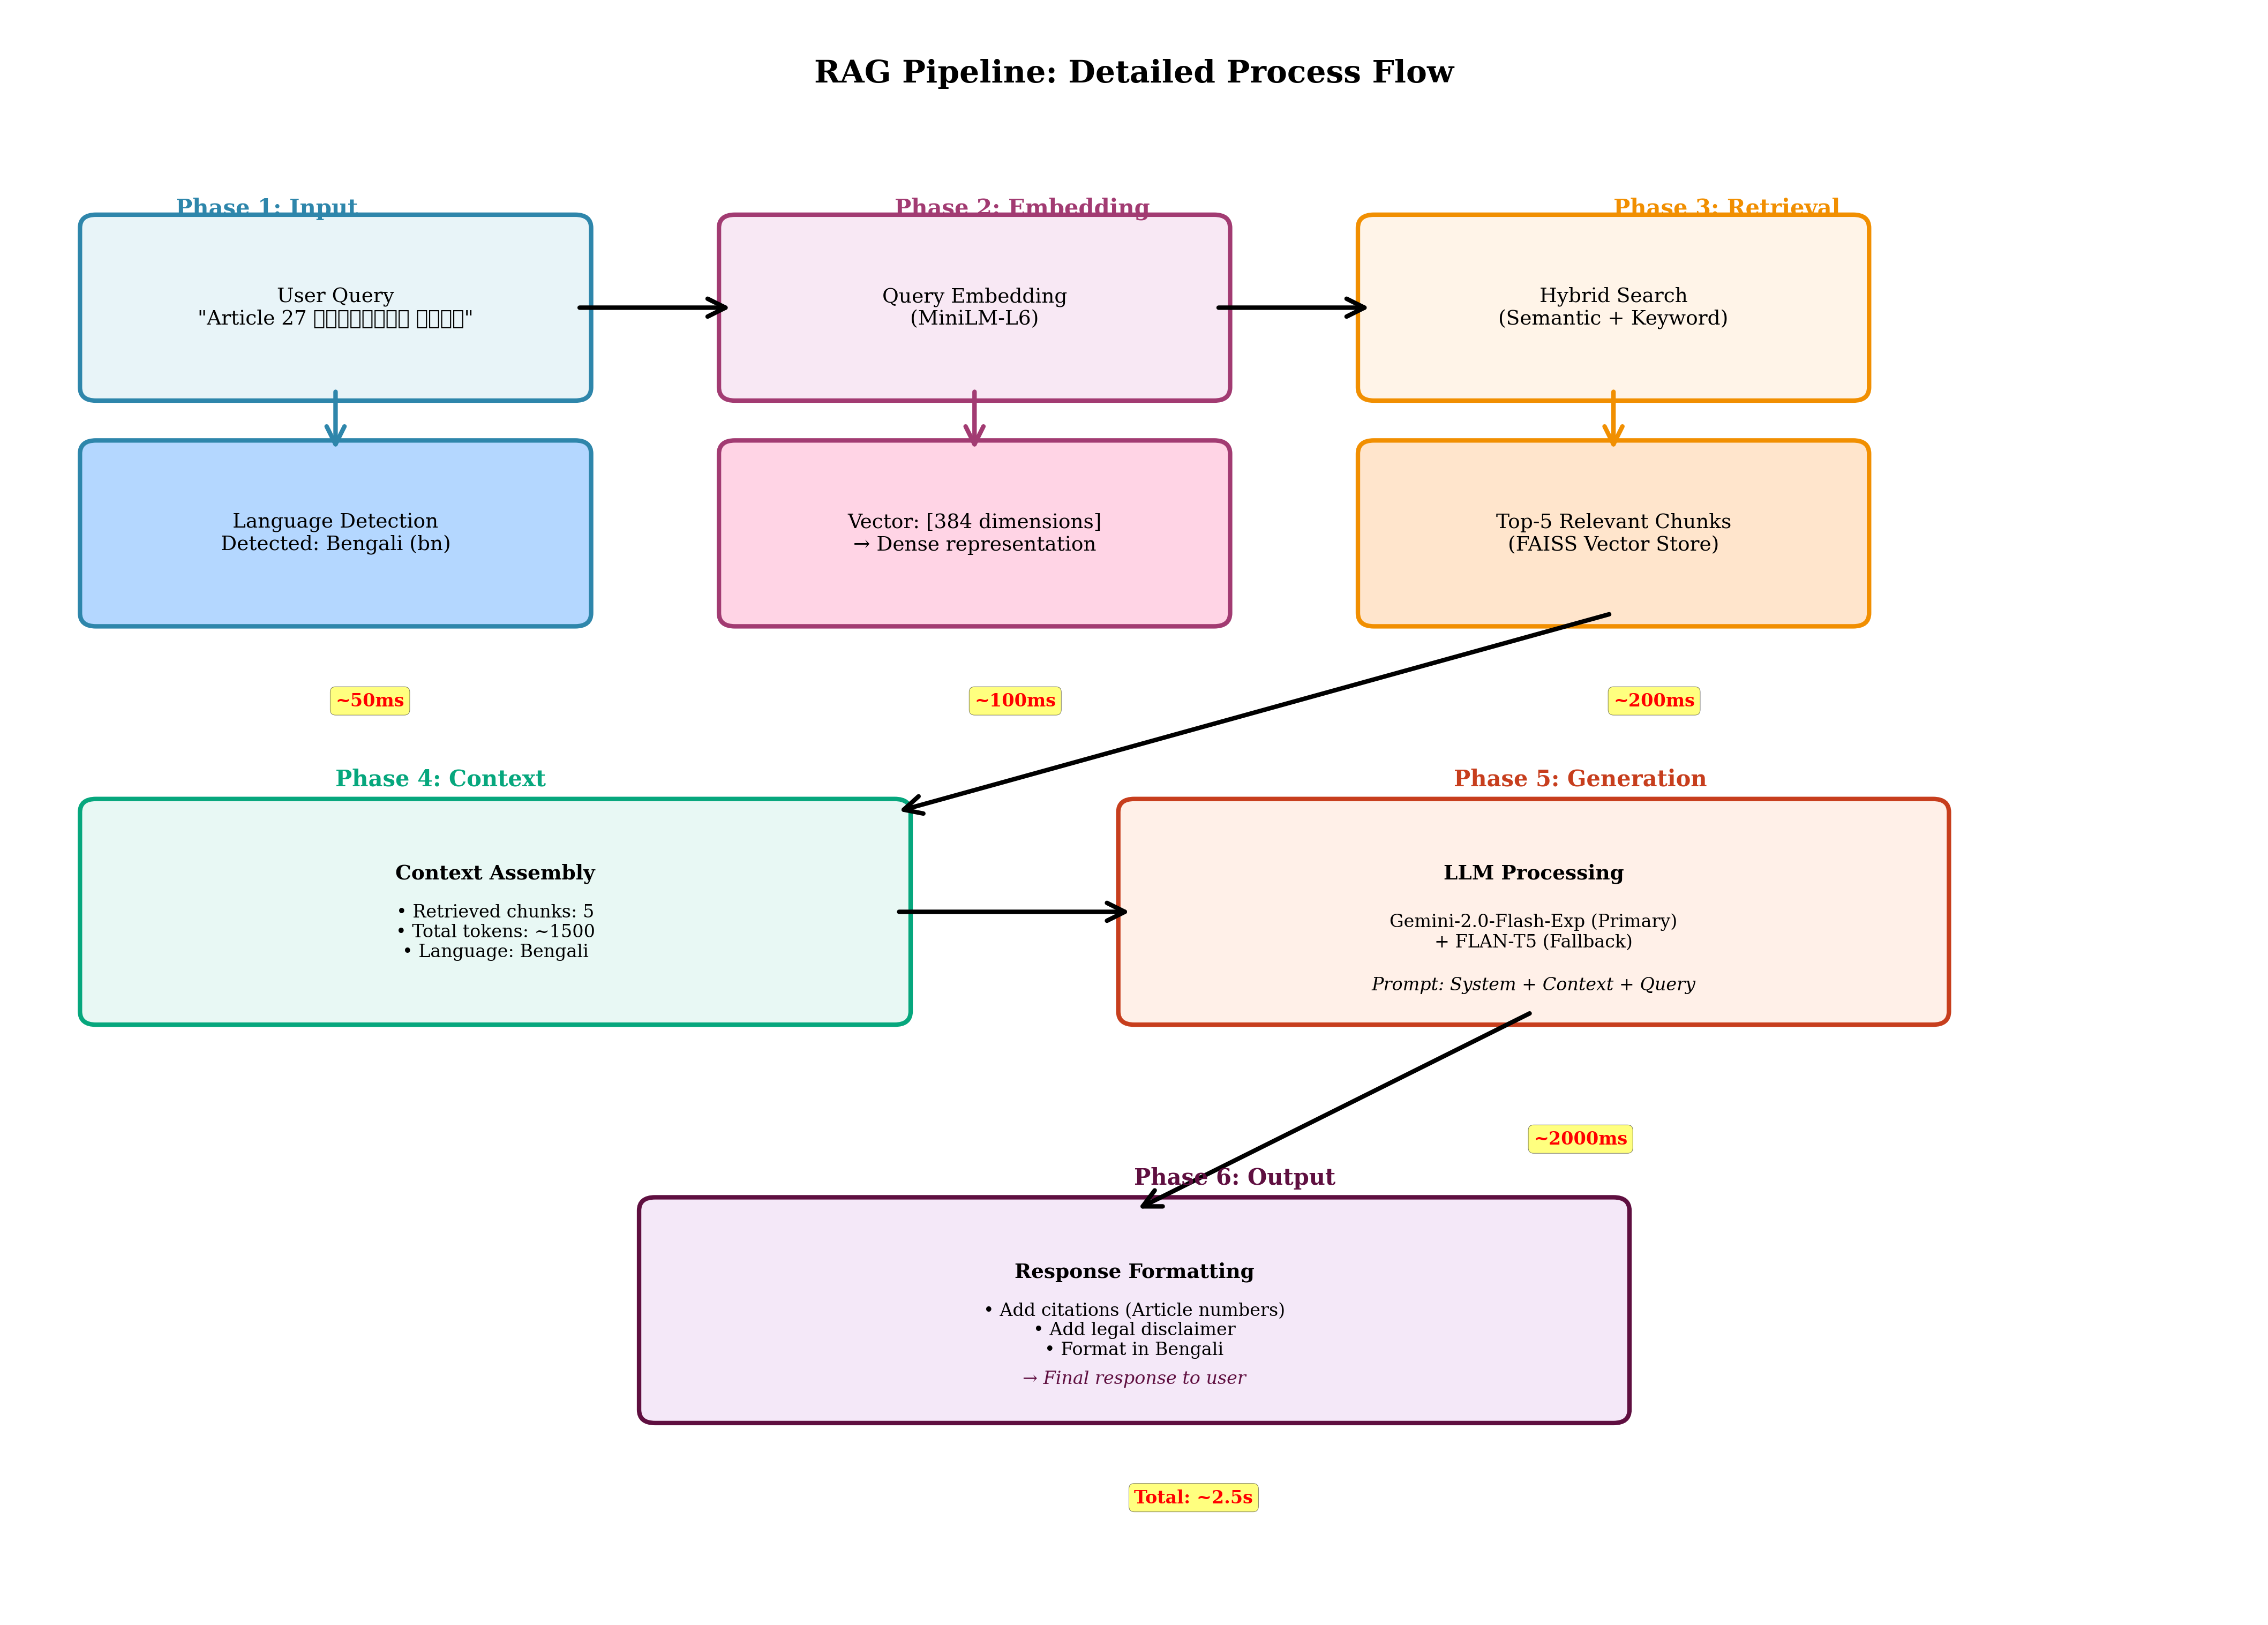 RAG Pipeline: Detailed Process Flow
Phase 1: Input
User Query
"Article 27
Language Detection
Detected: Bengali (bn)
~50ms
Phase 2: Embedding
Query Embedding
(MiniLM-L6)
Vector: [384 dimensions]
→ Dense representation
~100ms
Phase 3: Retrieval
Hybrid Search
(Semantic + Keyword)
Top-5 Relevant Chunks
(FAISS Vector Store)
~200ms
Phase 4: Context
Context Assembly
• Retrieved chunks: 5
• Total tokens: ~1500
• Language: Bengali
Phase 5: Generation
LLM Processing
Gemini-2.0-Flash-Exp (Primary)
+ FLAN-T5 (Fallback)
Prompt: System + Context + Query
~2000ms
Phase 6: Output
Response Formatting
• Add citations (Article numbers)
• Add legal disclaimer
• Format in Bengali
→ Final response to user
Total: ~2.5s